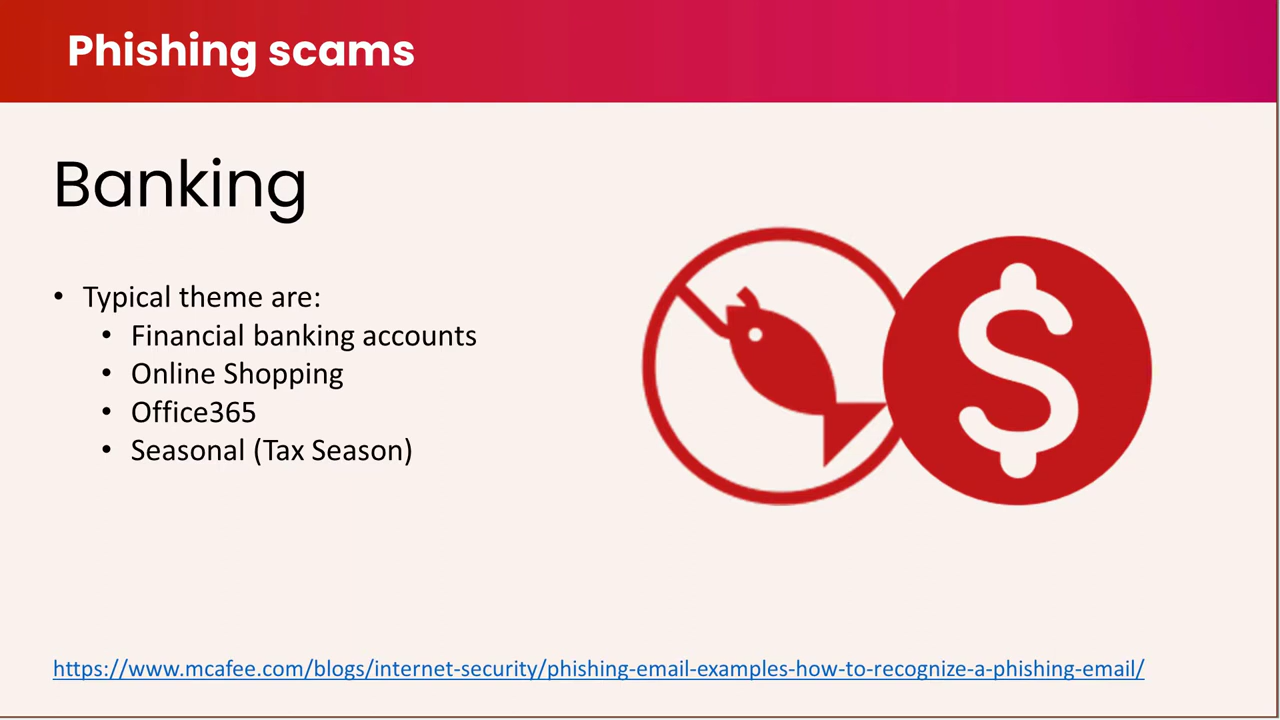 Phishing scams
Banking
• Typical theme are:
• Financial banking accounts
• Online Shopping
• Office365
• Seasonal (Tax Season)
$
https://www.mcafee.com/blogs/internet-security/phishing-email-examples-how-to-recognize-a-phishing-email/